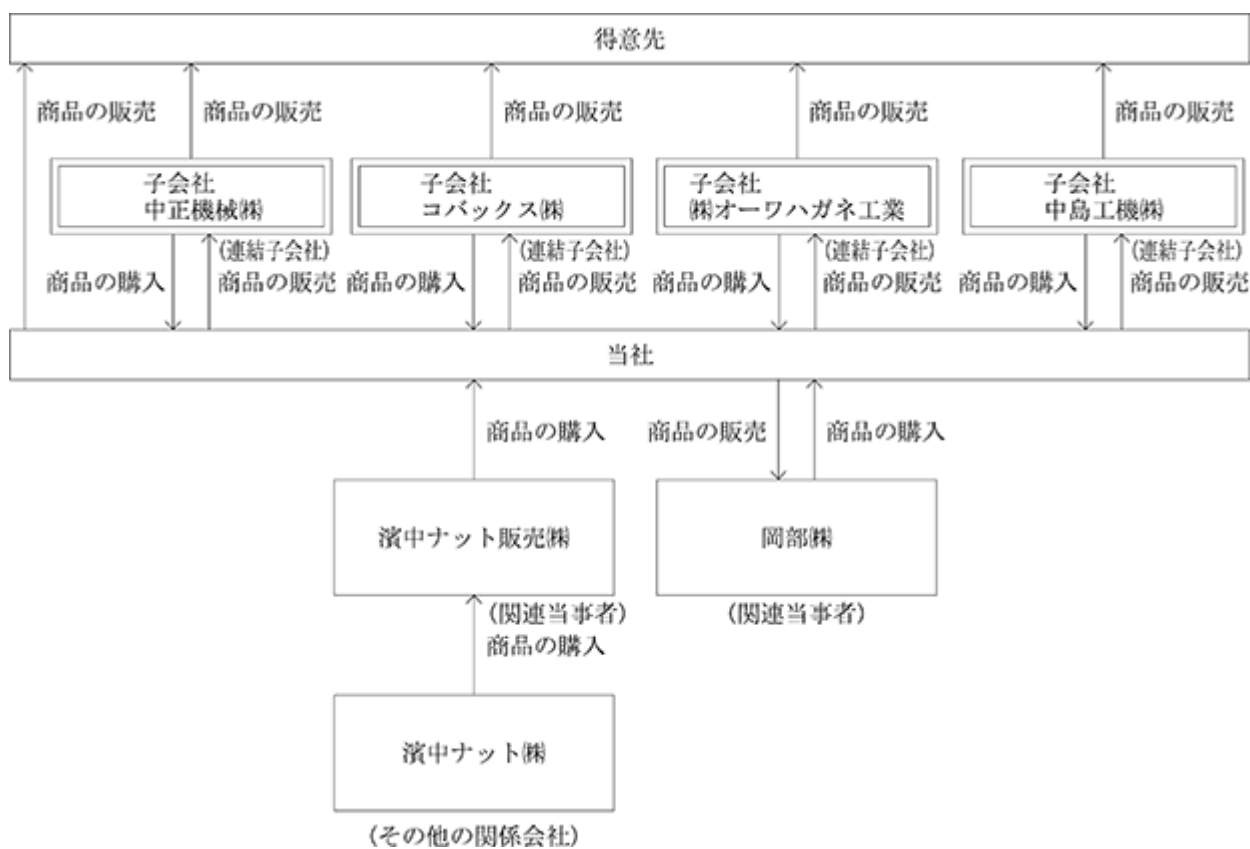 得意先
商品の販売
商品の販売
商品の販売
商品の販売
商品の販売
子会社
中正機械㈱
子会社
コバックス㈱
子会社
㈱オーワハガネ工業
子会社
中島工機㈱
(連結子会社)
(連結子会社)
(連結子会社)
(連結子会社)
商品の購入
商品の販売
商品の購入
商品の販売
商品の購入
商品の販売
商品の購入
商品の販売
当社
商品の購入
商品の販売
商品の購入
濱中ナット販売㈱
岡部㈱
(関連当事者)
(関連当事者)
商品の購入
濱中ナット㈱
(その他の関係会社)